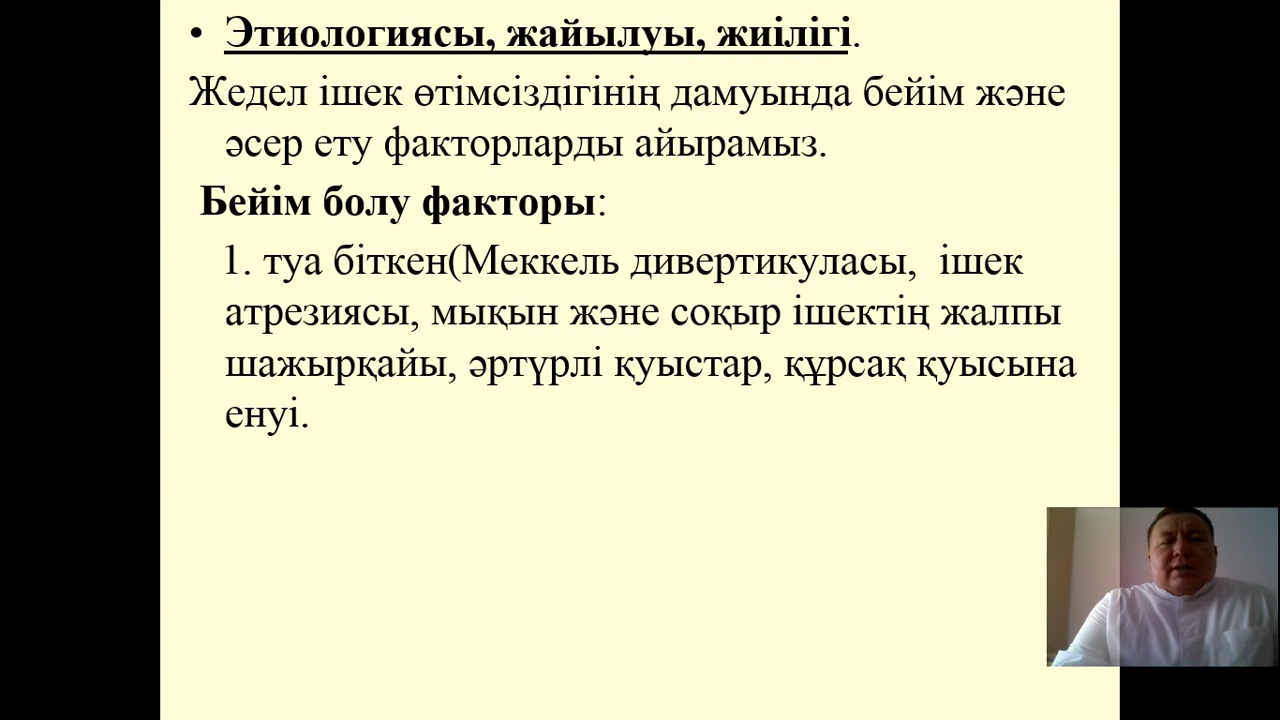 • Этиологиясы, жайылуы, жиілігі.
Жедел ішек өтімсіздігінің дамуында бейім және
әсер ету факторларды айырамыз.
Бейім болу факторы:
1. туа біткен(Меккель дивертикуласы, ішек
атрезиясы, мықын және соқыр ішектің жалпы
шажырқайы, әртүрлі қуыстар, құрсақ қуысына
енуі.